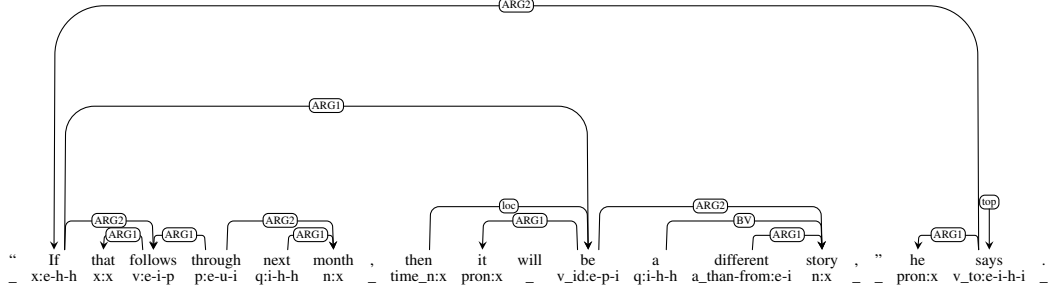 ARG2
ARG1
loc
top
ARG2 ARG2 ARG1 ARG2 BV
ARG1 ARG1 ARG1 ARG1 ARG1
“ If that follows through next month , then it will be a different story , ” he says .
_ x:e-h-h x:x v:e-i-p p:e-u-i q:i-h-h n:x _ time_n:x pron:x _ v_id:e-p-i q:i-h-h a_than-from:e-i n:x _ _ pron:x v_to:e-i-h-i _